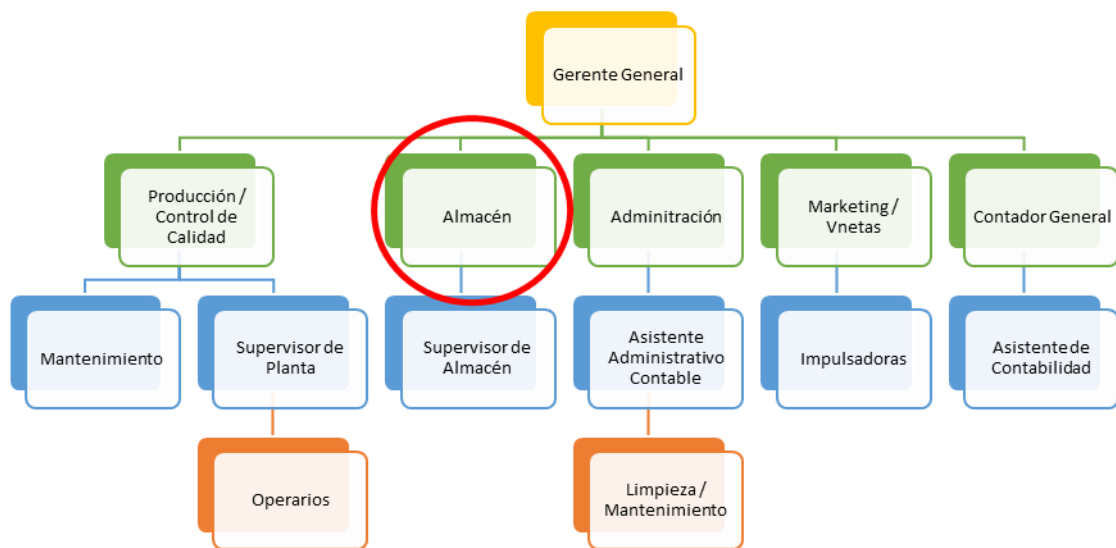 Gerente General
Producción /
Control de
Calidad
Almacén
Adminitración
Marketing /
Vnetas
Contador General
Mantenimiento
Supervisor de
Planta
Supervisor de
Almacén
Asistente
Administrativo
Contable
Impulsadoras
Asistente de
Contabilidad
Operarios
Limpieza /
Mantenimiento